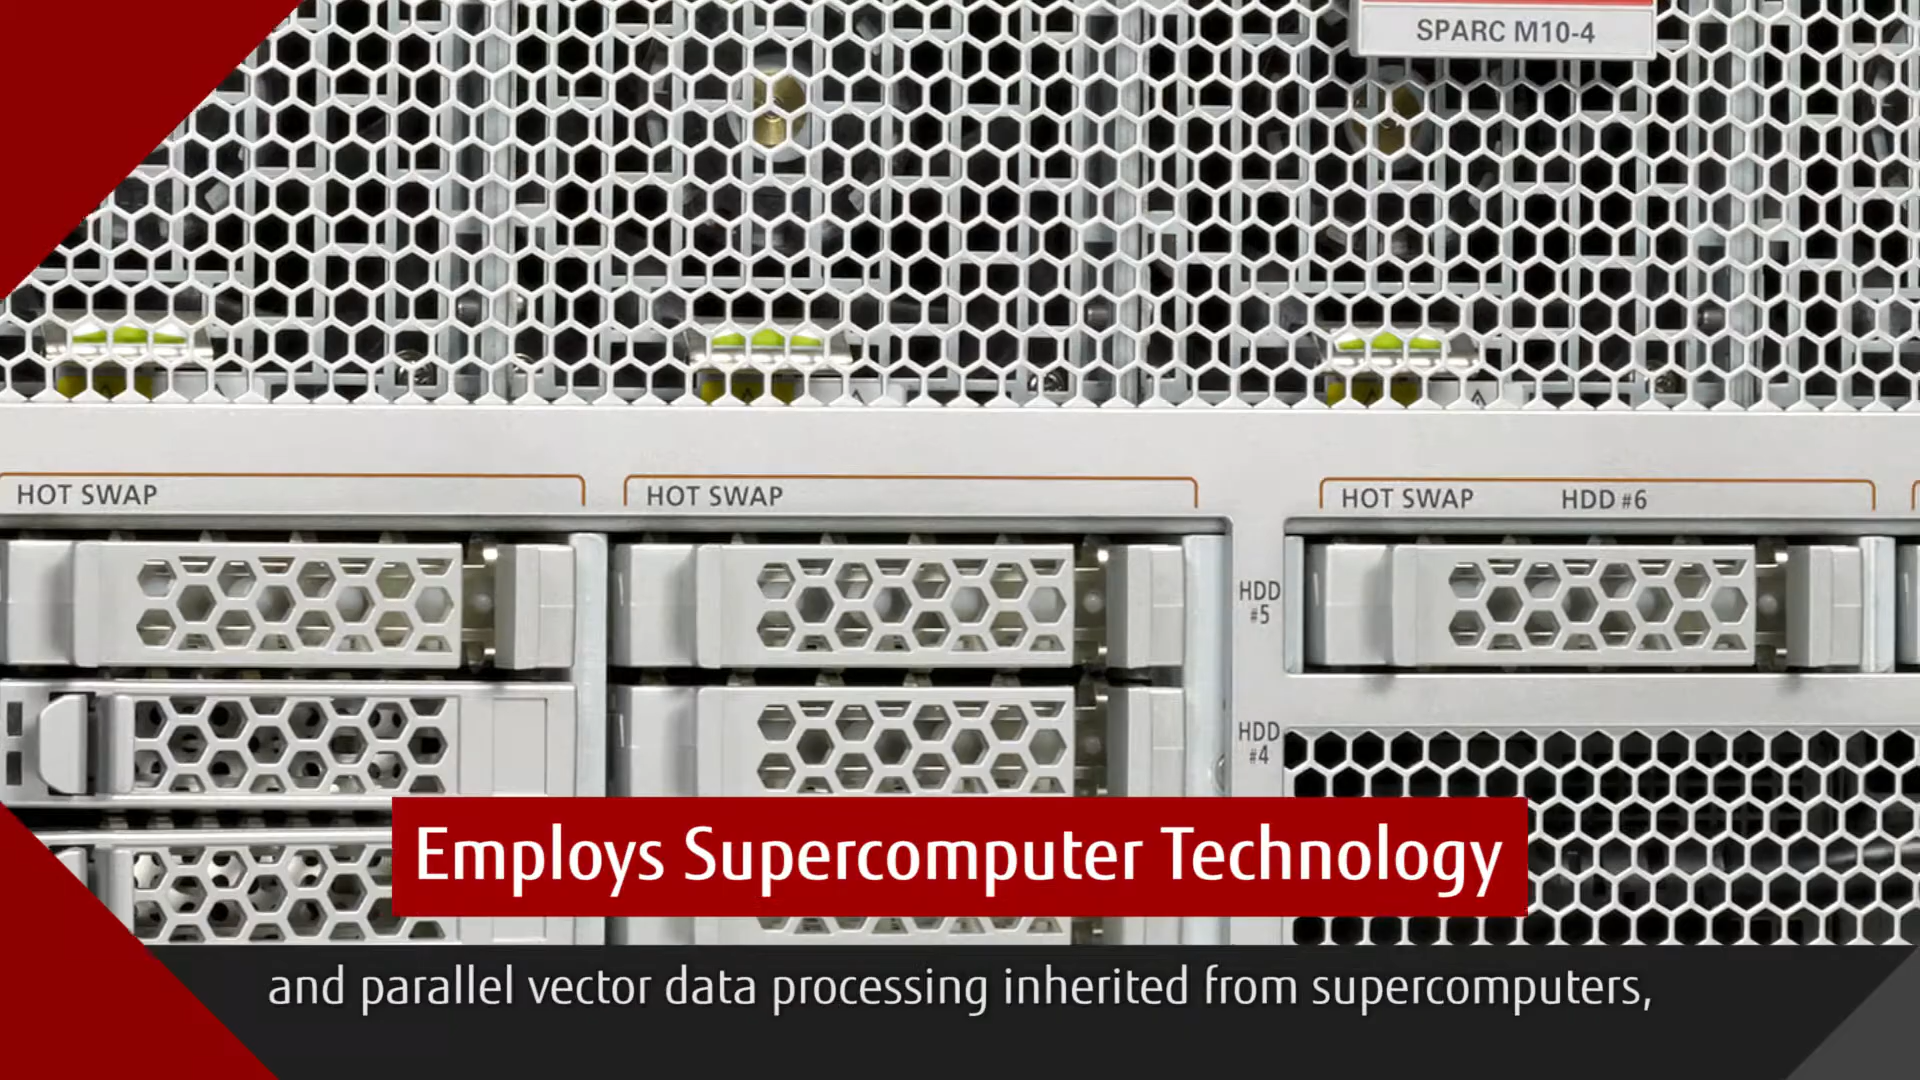 SPARC M10-4
HOT SWAP
HOT SWAP
HOT SWAP HDD #6
HDD
#5
HDD
#4
Employs Supercomputer Technology
and parallel vector data processing inherited from supercomputers,